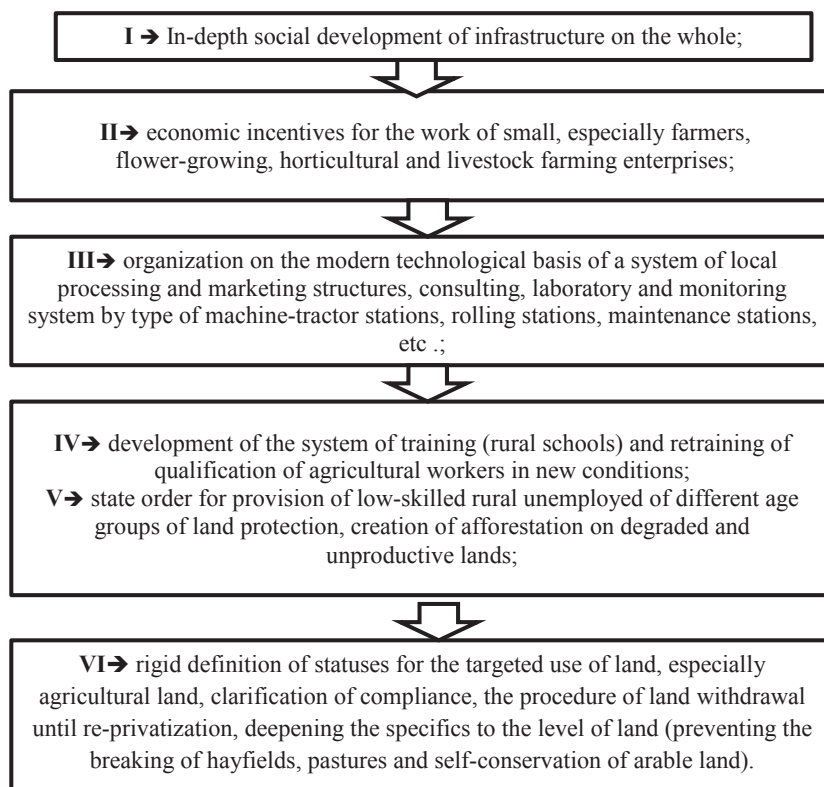 I ➔ In-depth social development of infrastructure on the whole;
II➔ economic incentives for the work of small, especially farmers,
flower-growing, horticultural and livestock farming enterprises;
III➔ organization on the modern technological basis of a system of local
processing and marketing structures, consulting, laboratory and monitoring
system by type of machine-tractor stations, rolling stations, maintenance stations,
etc .;
IV➔ development of the system of training (rural schools) and retraining of
qualification of agricultural workers in new conditions;
V➔ state order for provision of low-skilled rural unemployed of different age
groups of land protection, creation of afforestation on degraded and
unproductive lands;
VI➔ rigid definition of statuses for the targeted use of land, especially
agricultural land, clarification of compliance, the procedure of land withdrawal
until re-privatization, deepening the specifics to the level of land (preventing the
breaking of hayfields, pastures and self-conservation of arable land).